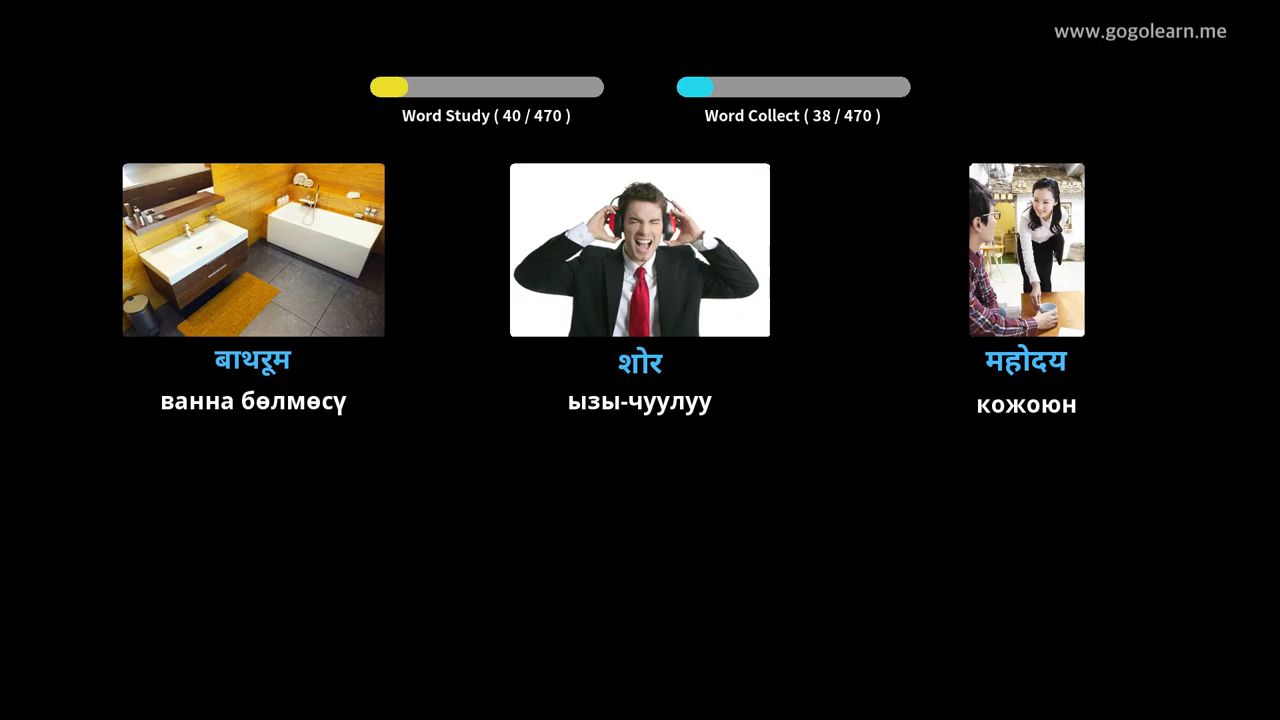 www.gogolearn.me
Word Study ( 40 / 470 )
Word Collect ( 38 / 470 )
बाथरूम
शोर
महोदय
ванна бөлмөсү
ызы-чуулуу
кожоюн